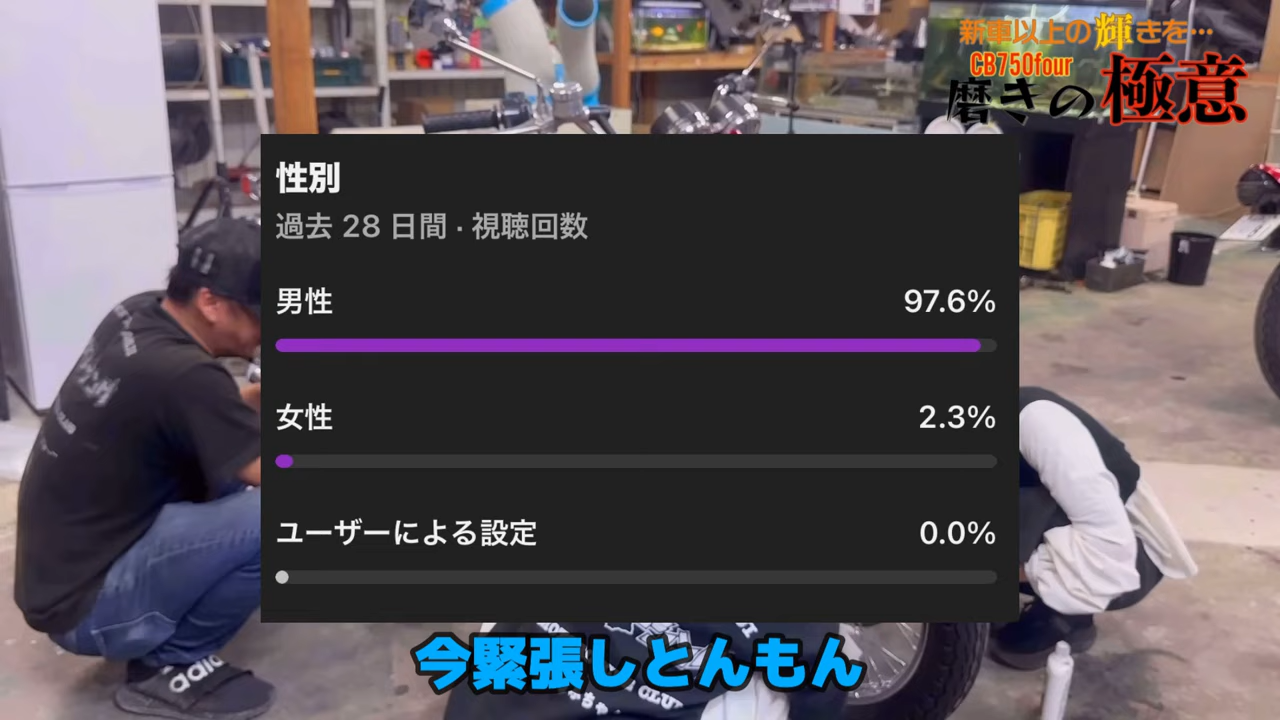 新車以上の輝きを…
CB750four
磨きの極意
性別
過去 28 日間 · 視聴回数
男性 97.6%
女性 2.3%
ユーザーによる設定 0.0%
今緊張しとんもん
adid
CLU